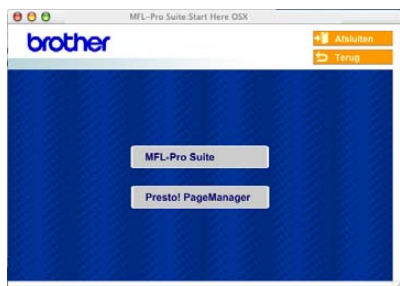 MFL-Pro Suite:Start Here OSX
brother
Afsluiten
Terug
MFL-Pro Suite
Presto! PageManager